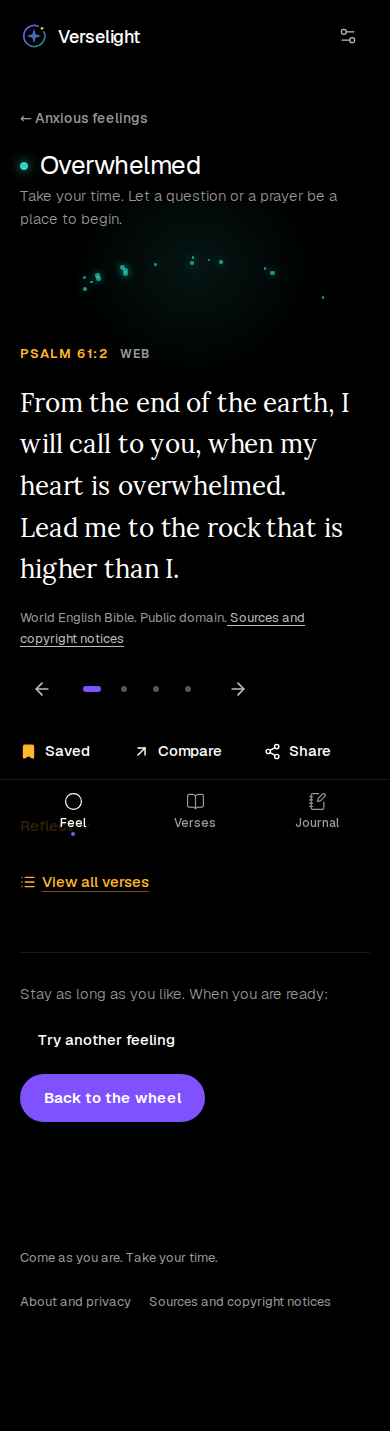 Verselight
← Anxious feelings
Overwhelmed
Take your time. Let a question or a prayer be a
place to begin.
PSALM 61:2 WEB
From the end of the earth, I
will call to you, when my
heart is overwhelmed.
Lead me to the rock that is
higher than I.
World English Bible. Public domain. Sources and
copyright notices
Saved Compare Share
Feel Verses Journal
View all verses
Stay as long as you like. When you are ready:
Try another feeling
Back to the wheel
Come as you are. Take your time.
About and privacy Sources and copyright notices